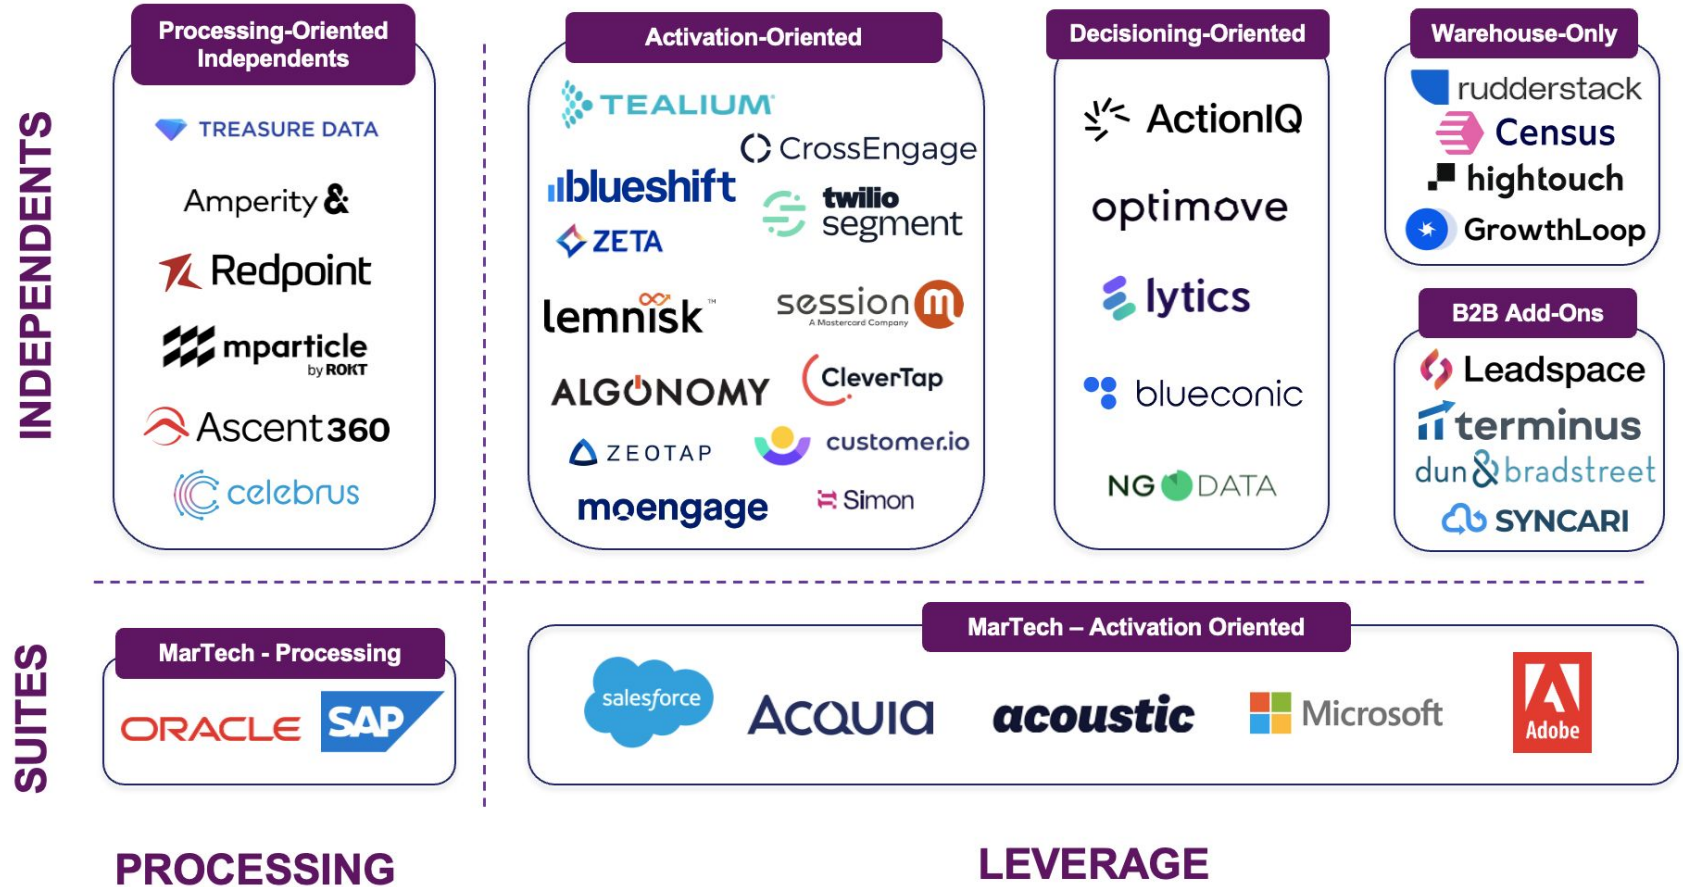 INDEPENDENTS
Processing-Oriented
Independents
TREASURE DATA
Amperity &
Redpoint
mparticle
by ROKT
Ascent360
celebrus
Activation-Oriented
TEALIUM
CrossEngage
blueshift
twilio
segment
ZETA
lemnisk™
session m
A Mastercard Company
ALGONOMY
CleverTap
ZEOTAP
customer.io
moengage
Simon
Decisioning-Oriented
ActionIQ
optimove
lytics
blueconic
NGDATA
Warehouse-Only
rudderstack
Census
hightouch
GrowthLoop
B2B Add-Ons
Leadspace
terminus
dun & bradstreet
SYNCARI
SUITES
MarTech - Processing
ORACLE
SAP
MarTech – Activation Oriented
salesforce
ACQUIA
acoustic
Microsoft
Adobe
PROCESSING
LEVERAGE